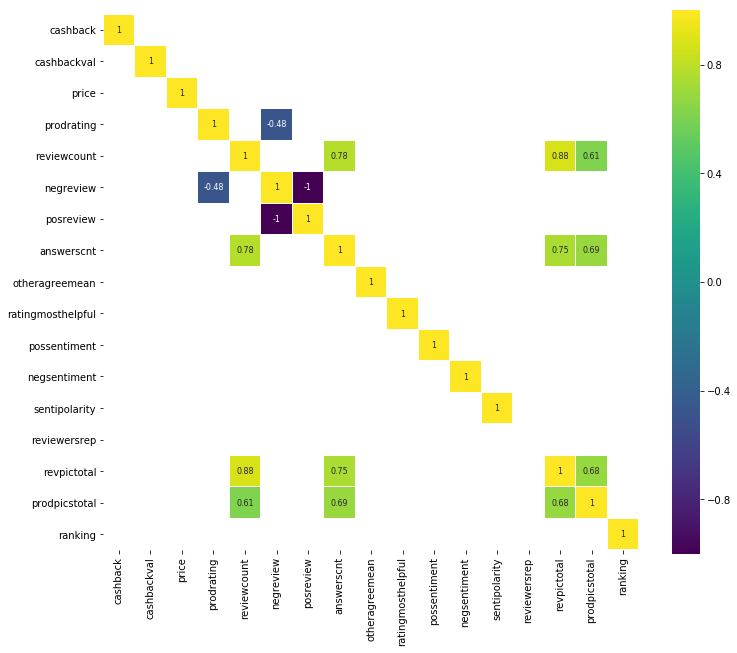 cashback 1
cashbackval 1
price 1
prodrating 1 -0.48
reviewcount 1 0.78 0.88 0.61
negreview -0.48 1 -1
posreview -1 1
answerscnt 0.78 1 0.75 0.69
otheragreemean 1
ratingmosthelpful 1
possentiment 1
negsentiment 1
sentipolarity 1
reviewersrep
revpictotal 0.88 0.75 1 0.68
prodpicstotal 0.61 0.69 0.68 1
ranking 1
cashback
cashbackval
price
prodrating
reviewcount
negreview
posreview
answerscnt
otheragreemean
ratingmosthelpful
possentiment
negsentiment
sentipolarity
reviewersrep
revpictotal
prodpicstotal
ranking
0.8
0.4
0.0
−0.4
−0.8